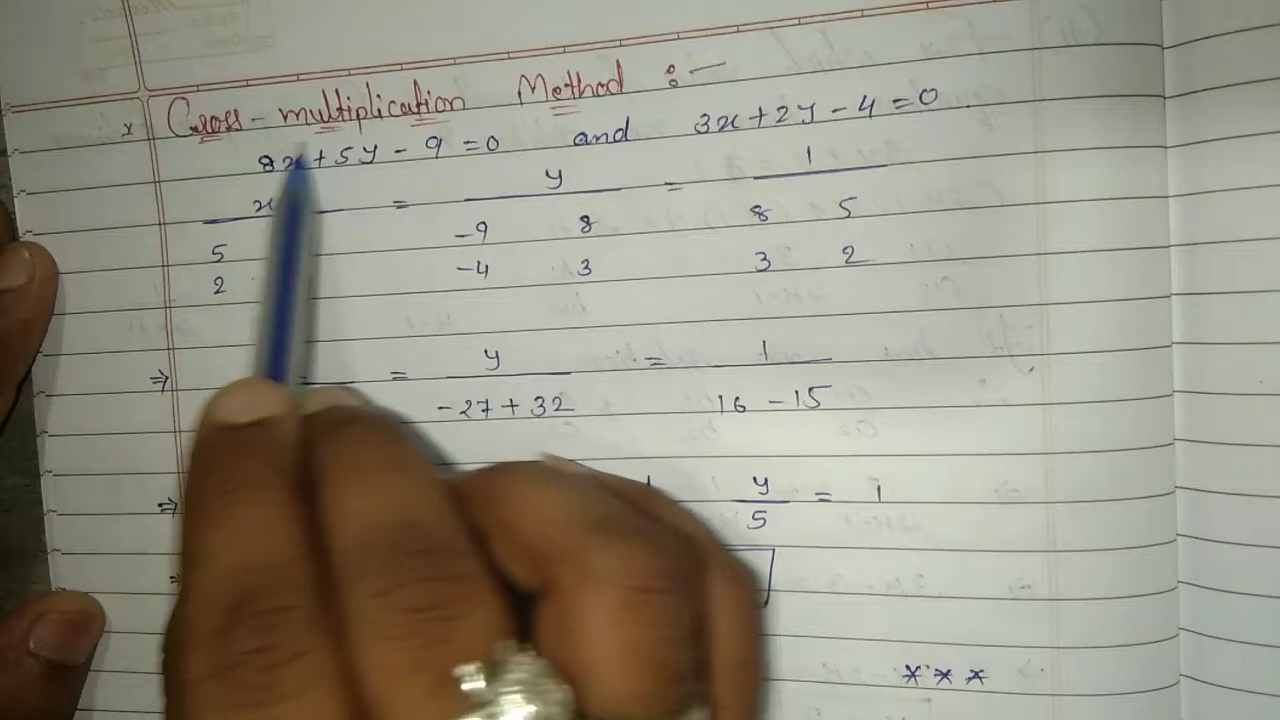 Cross-multiplication Method :-
8x + 5y - 9 = 0 and 3x + 2y - 4 = 0
x = y = 1
5 -9 8 8 5
2 -4 3 3 2
⇒ = y = 1
-27 + 32 16 - 15
⇒ y = 1
5
***